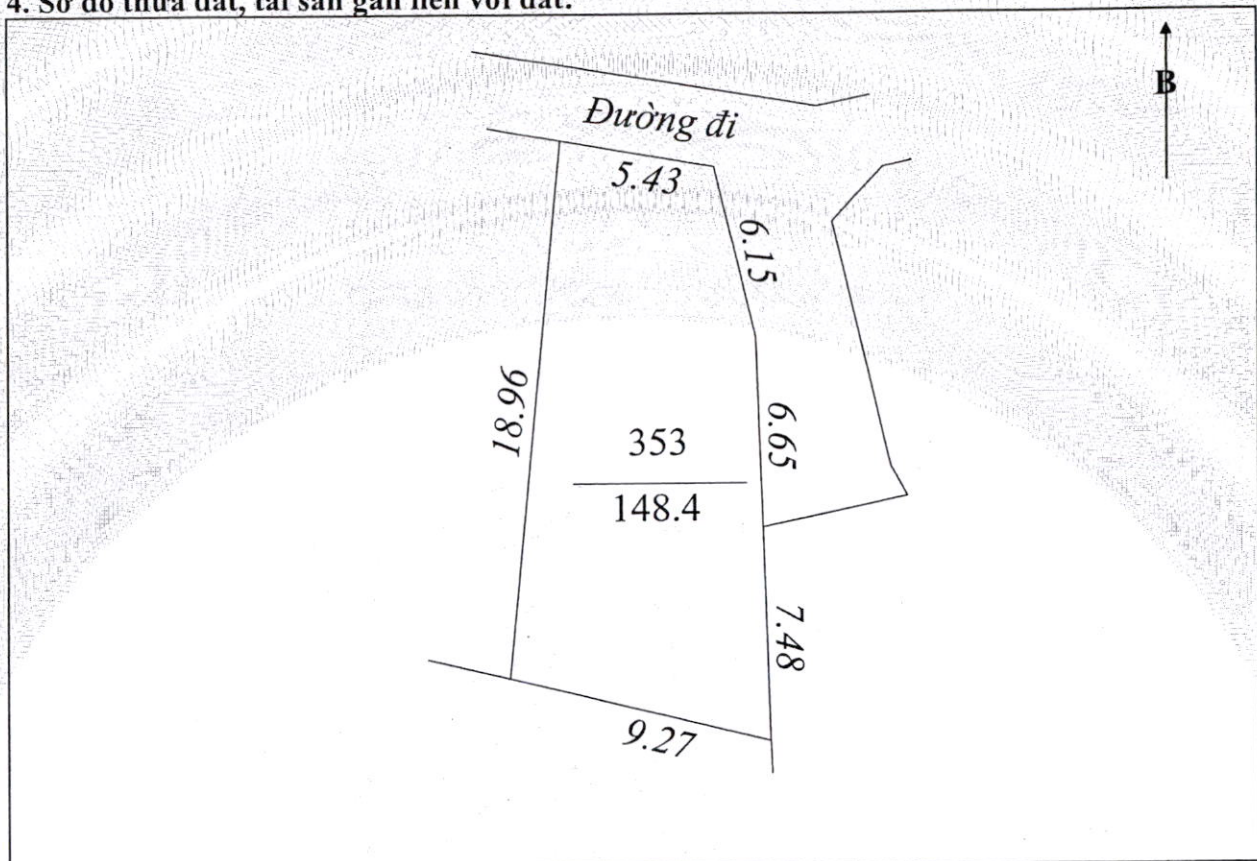 4. Sơ đồ thửa đất, tài sản gắn liền với đất:
B
Đường đi
5.43
6.15
18.96
353
6.65
148.4
7.48
9.27